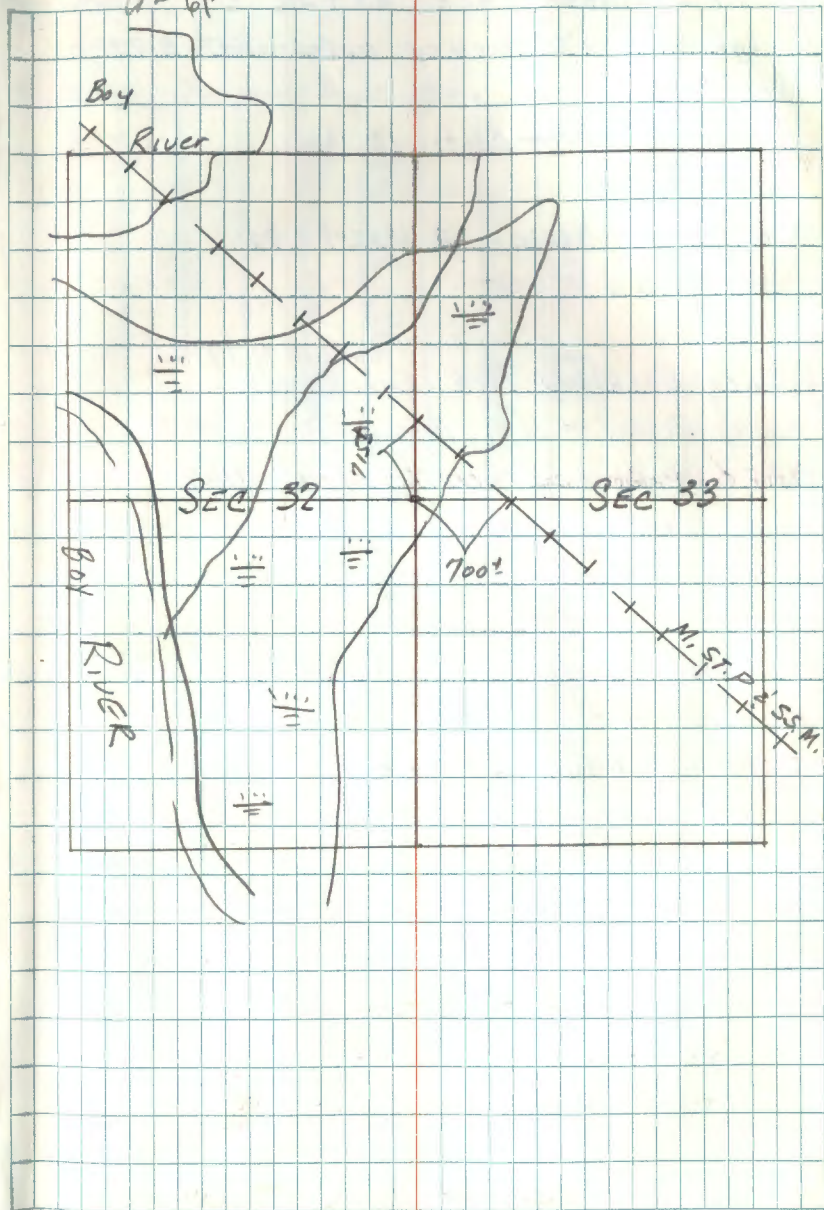 Boy
River
SEC 32
SEC 33
700±
BOY
RIVER
M. ST. P. & S.S.M.